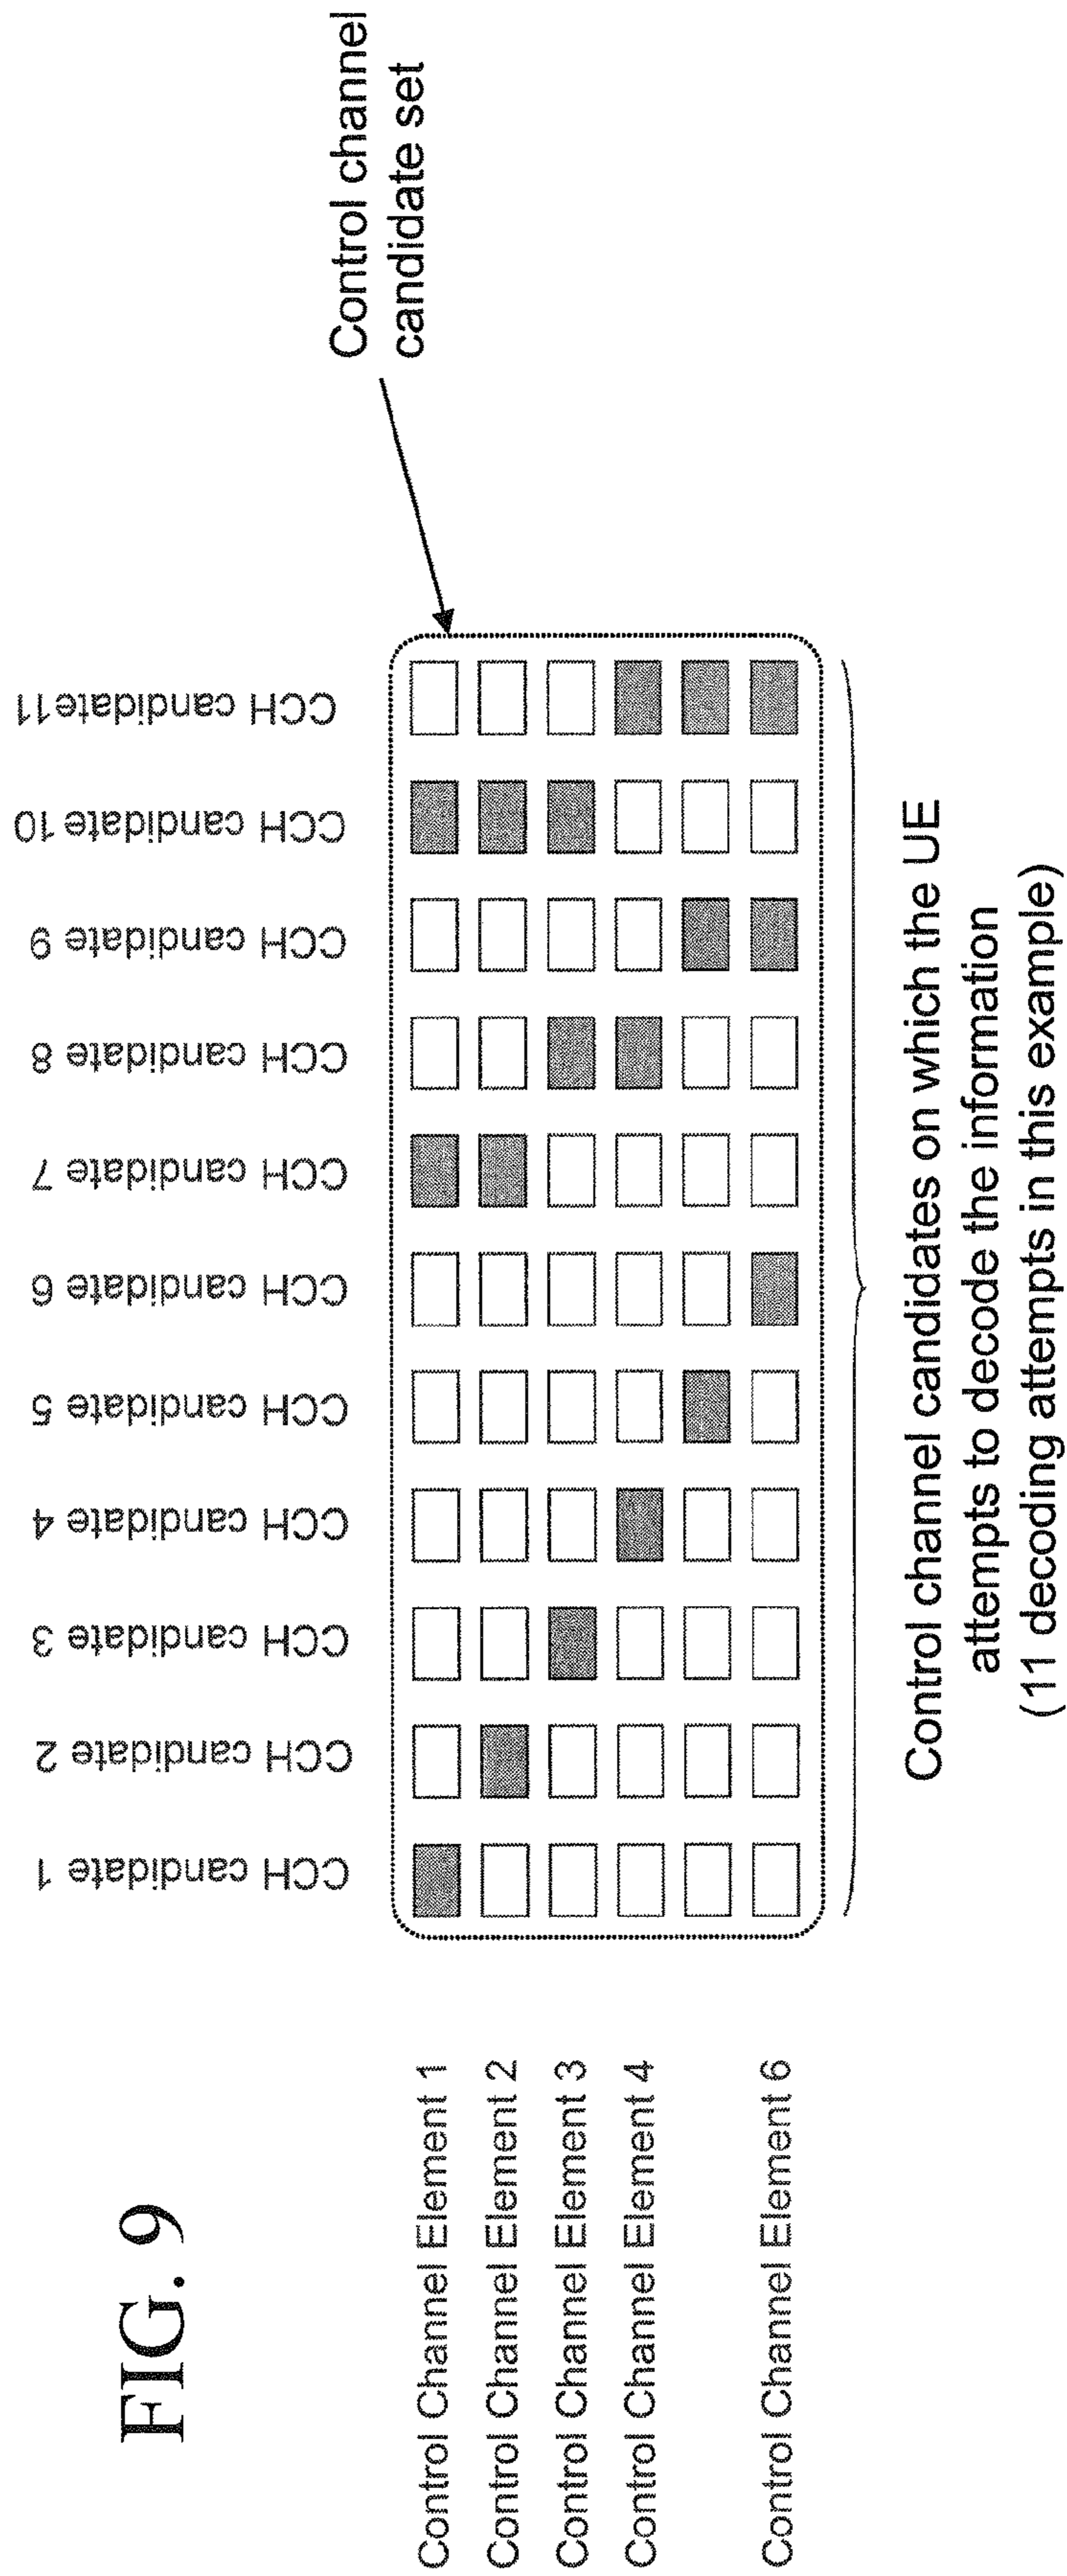 FIG. 9
Control channel
candidate set
CCH candidate 1
CCH candidate 2
CCH candidate 3
CCH candidate 4
CCH candidate 5
CCH candidate 6
CCH candidate 7
CCH candidate 8
CCH candidate 9
CCH candidate 10
CCH candidate11
Control Channel Element 1
Control Channel Element 2
Control Channel Element 3
Control Channel Element 4
Control Channel Element 6
Control channel candidates on which the UE
attempts to decode the information
(11 decoding attempts in this example)